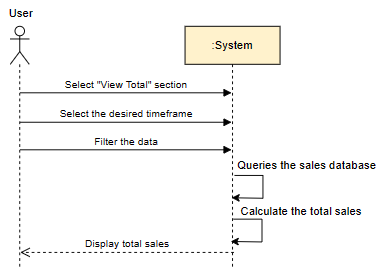 User
:System
Select "View Total" section
Select the desired timeframe
Filter the data
Queries the sales database
Calculate the total sales
Display total sales